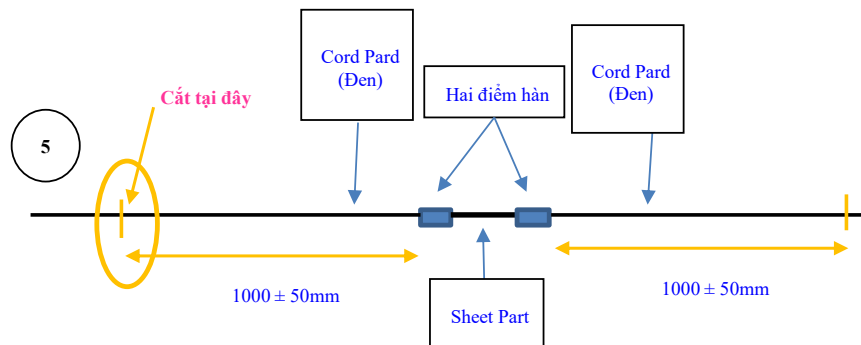 Cord Pard
(Đen)
Cord Pard
(Đen)
Cắt tại đây
Hai điểm hàn
5
1000 ± 50mm
1000 ± 50mm
Sheet Part